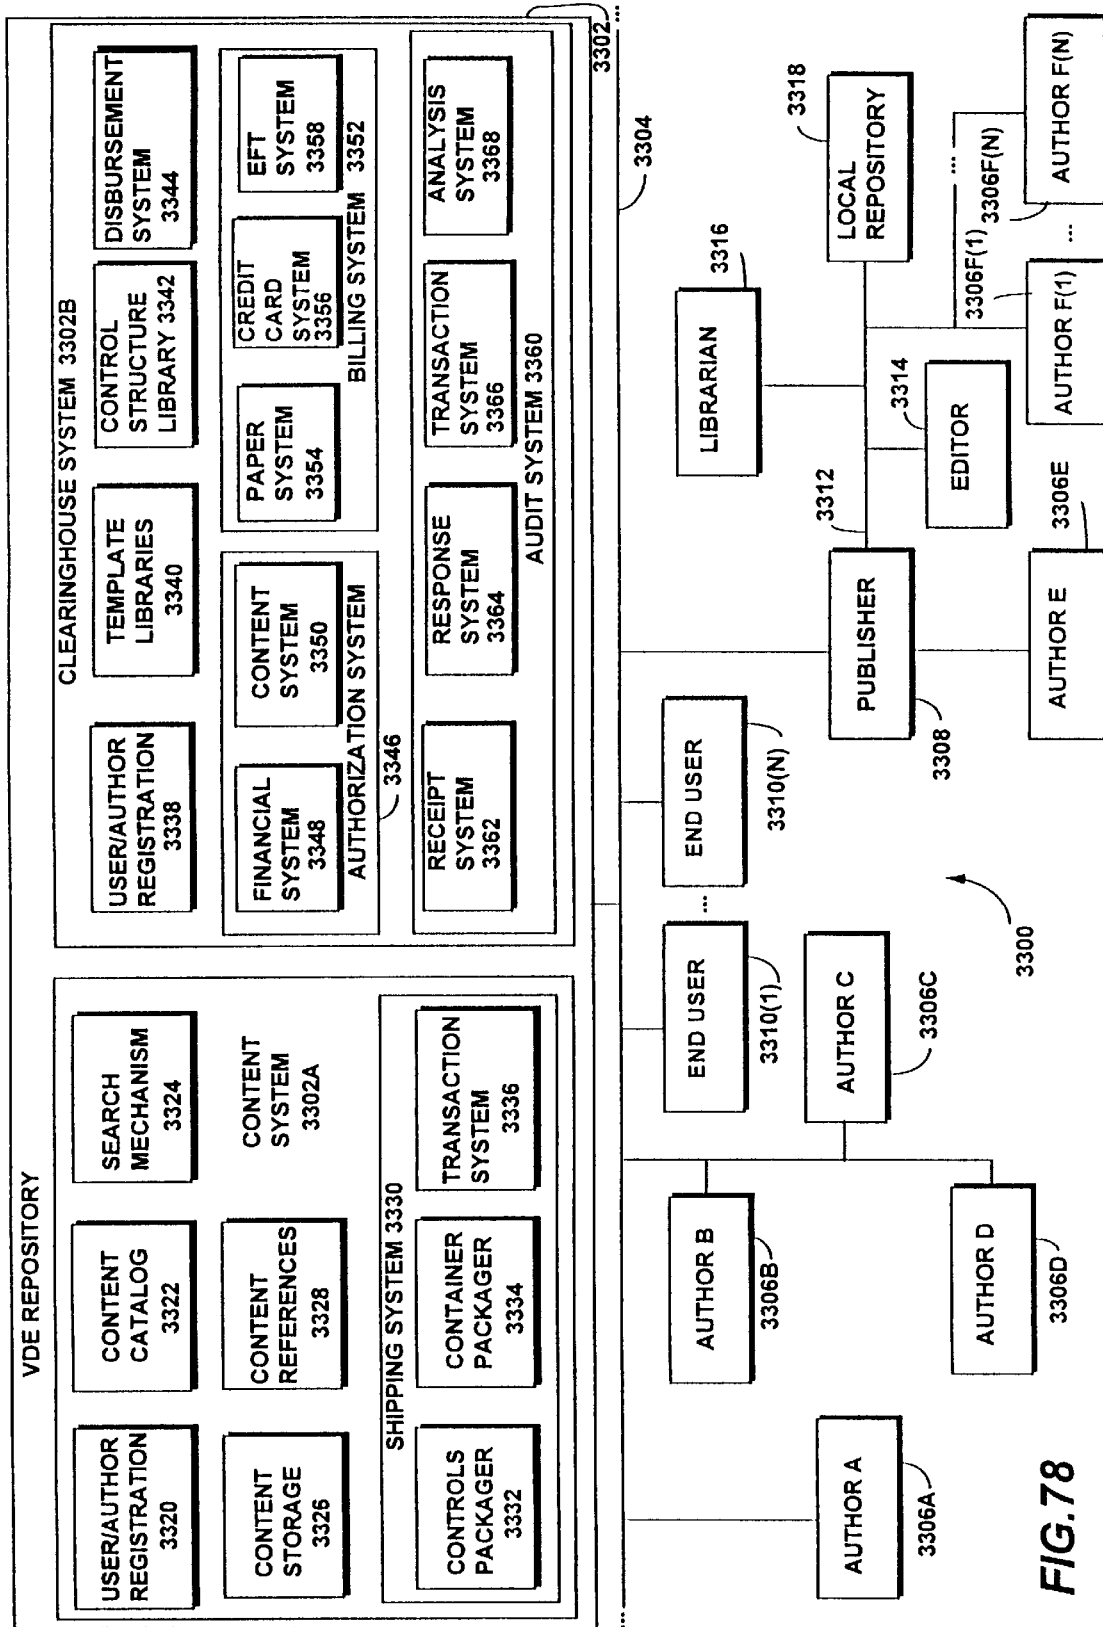 VDE REPOSITORY
USER/AUTHOR
REGISTRATION
3320
CONTENT
CATALOG
3322
SEARCH
MECHANISM
3324
CONTENT
STORAGE
3326
CONTENT
REFERENCES
3328
CONTENT
SYSTEM
3302A
SHIPPING SYSTEM 3330
CONTROLS
PACKAGER
3332
CONTAINER
PACKAGER
3334
TRANSACTION
SYSTEM
3336
CLEARINGHOUSE SYSTEM 3302B
USER/AUTHOR
REGISTRATION
3338
TEMPLATE
LIBRARIES
3340
CONTROL
STRUCTURE
LIBRARY 3342
DISBURSEMENT
SYSTEM
3344
FINANCIAL
SYSTEM
3348
CONTENT
SYSTEM
3350
AUTHORIZATION SYSTEM
3346
PAPER
SYSTEM
3354
CREDIT
CARD
SYSTEM
3356
EFT
SYSTEM
3358
BILLING SYSTEM 3352
RECEIPT
SYSTEM
3362
RESPONSE
SYSTEM
3364
TRANSACTION
SYSTEM
3366
ANALYSIS
SYSTEM
3368
AUDIT SYSTEM 3360
3302
...
...
3304
AUTHOR A
3306A
AUTHOR B
3306B
AUTHOR C
3306C
AUTHOR D
3306D
END USER
3310(1)
...
END USER
3310(N)
3300
PUBLISHER
3308
3312
AUTHOR E
3306E
EDITOR
3314
LIBRARIAN
3316
LOCAL
REPOSITORY
3318
3306F(1)
...
3306F(N)
AUTHOR F(1)
...
AUTHOR F(N)
FIG.78